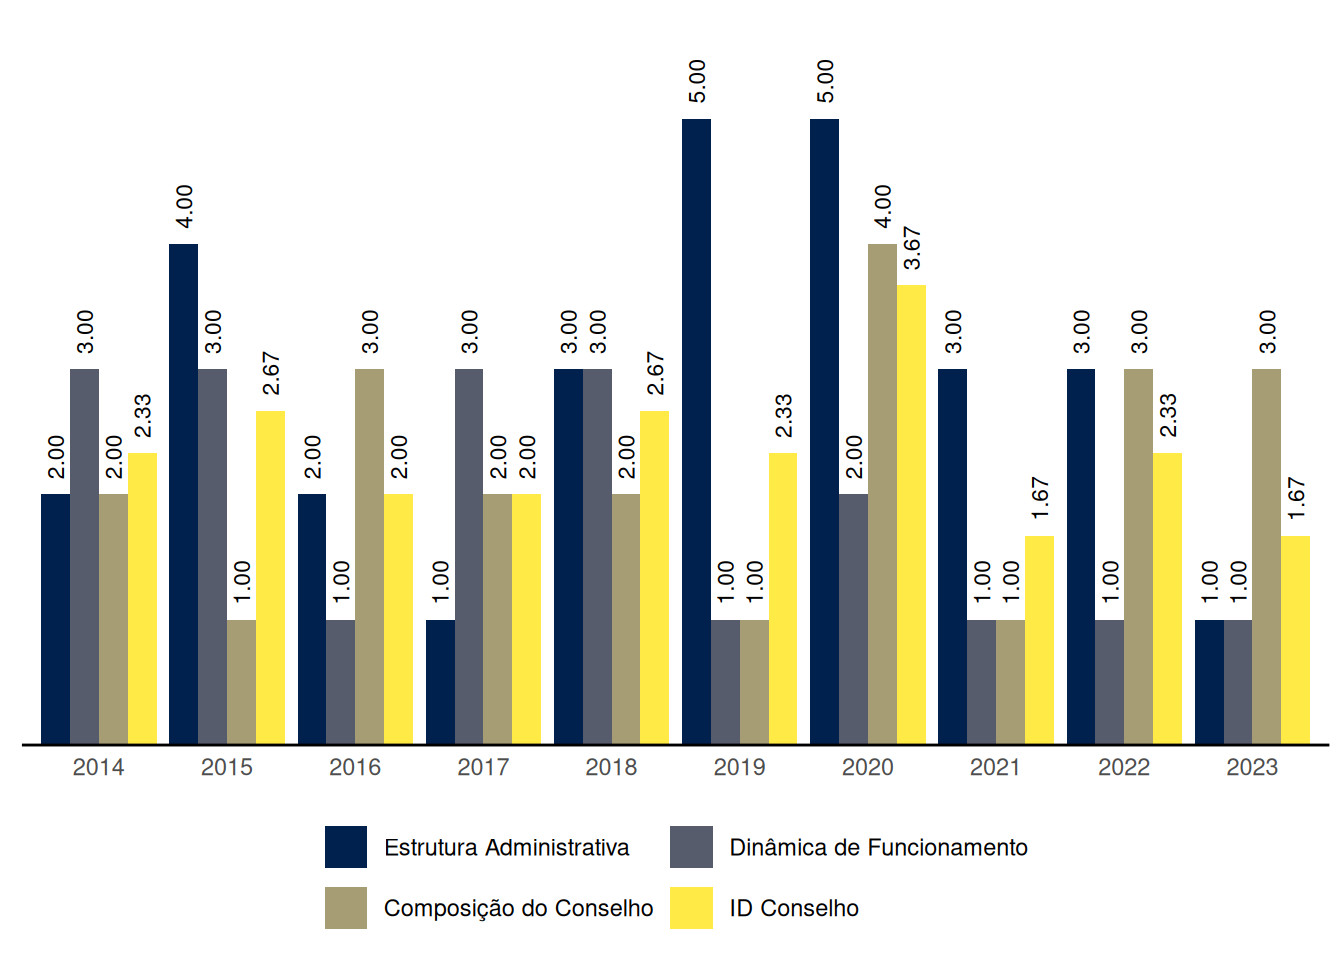 2.00 3.00 2.00 2.33
4.00 3.00 1.00 2.67
2.00 1.00 3.00 2.00
1.00 3.00 2.00 2.00
3.00 3.00 2.00 2.67
5.00 1.00 1.00 2.33
5.00 2.00 4.00 3.67
3.00 1.00 1.00 1.67
3.00 1.00 3.00 2.33
1.00 1.00 3.00 1.67
2014 2015 2016 2017 2018 2019 2020 2021 2022 2023
Estrutura Administrativa Dinâmica de Funcionamento
Composição do Conselho ID Conselho